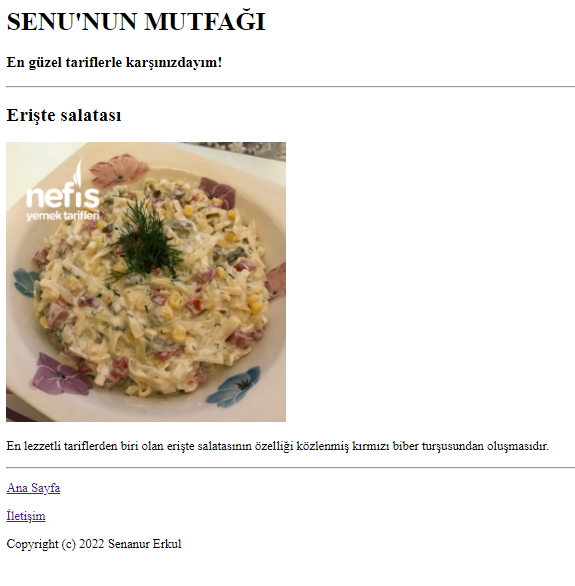 SENU'NUN MUTFAĞI
En güzel tariflerle karşınızdayım!
Erişte salatası
nefis
yemek tarifleri
En lezzetli tariflerden biri olan erişte salatasının özelliği közlenmiş kırmızı biber turşusundan oluşmasıdır.
Ana Sayfa
İletişim
Copyright (c) 2022 Senanur Erkul